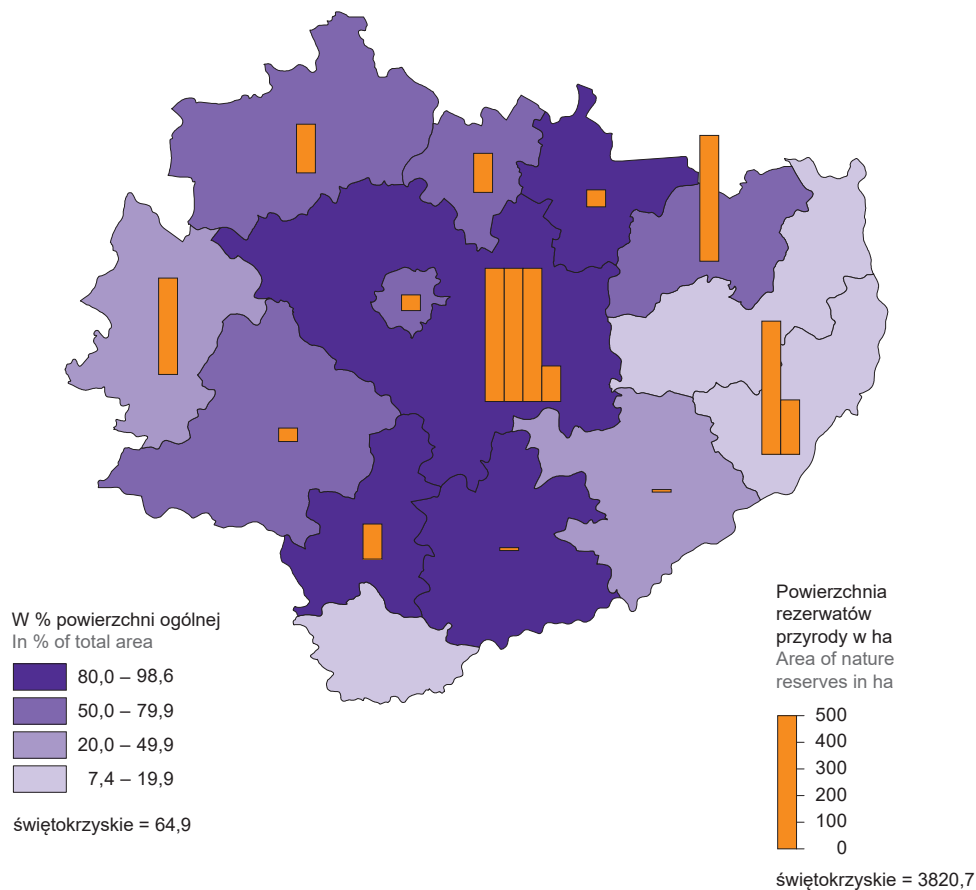 W % powierzchni ogólnej
In % of total area
80,0 – 98,6
50,0 – 79,9
20,0 – 49,9
7,4 – 19,9
świętokrzyskie = 64,9
Powierzchnia
rezerwatów
przyrody w ha
Area of nature
reserves in ha
500
400
300
200
100
0
świętokrzyskie = 3820,7